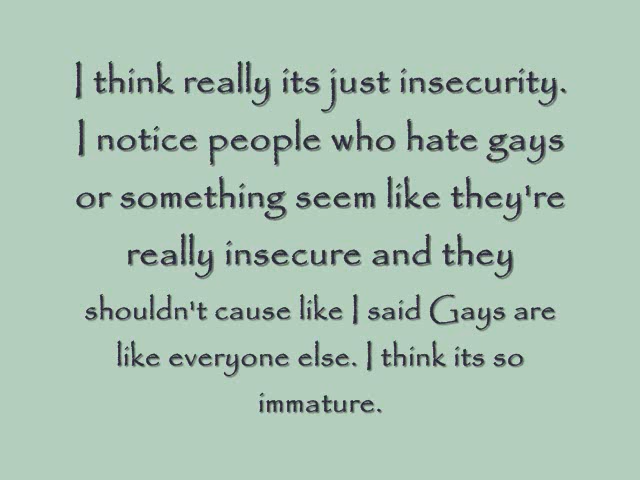 I think really its just insecurity.
I notice people who hate gays
or something seem like they're
really insecure and they
shouldn't cause like I said Gays are
like everyone else. I think its so
immature.